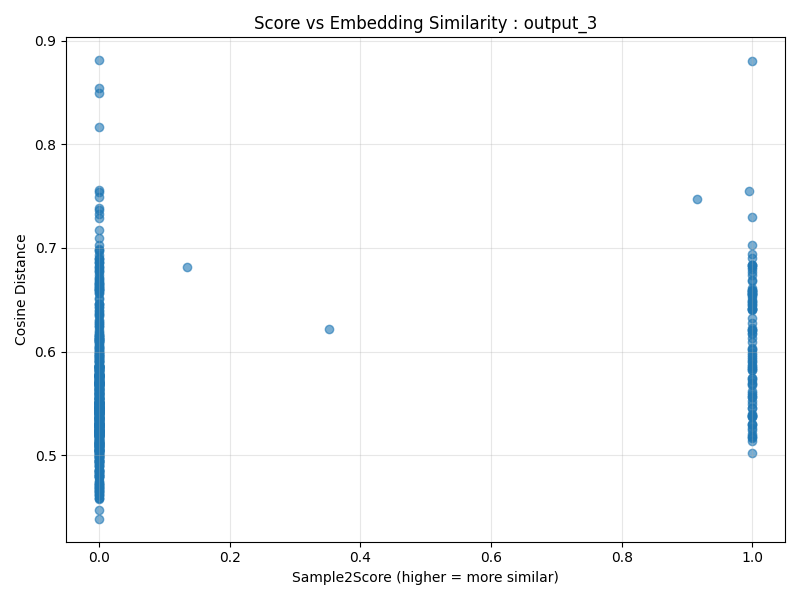 Score vs Embedding Similarity : output_3
0.9
0.8
0.7
0.6
0.5
Cosine Distance
0.0 0.2 0.4 0.6 0.8 1.0
Sample2Score (higher = more similar)